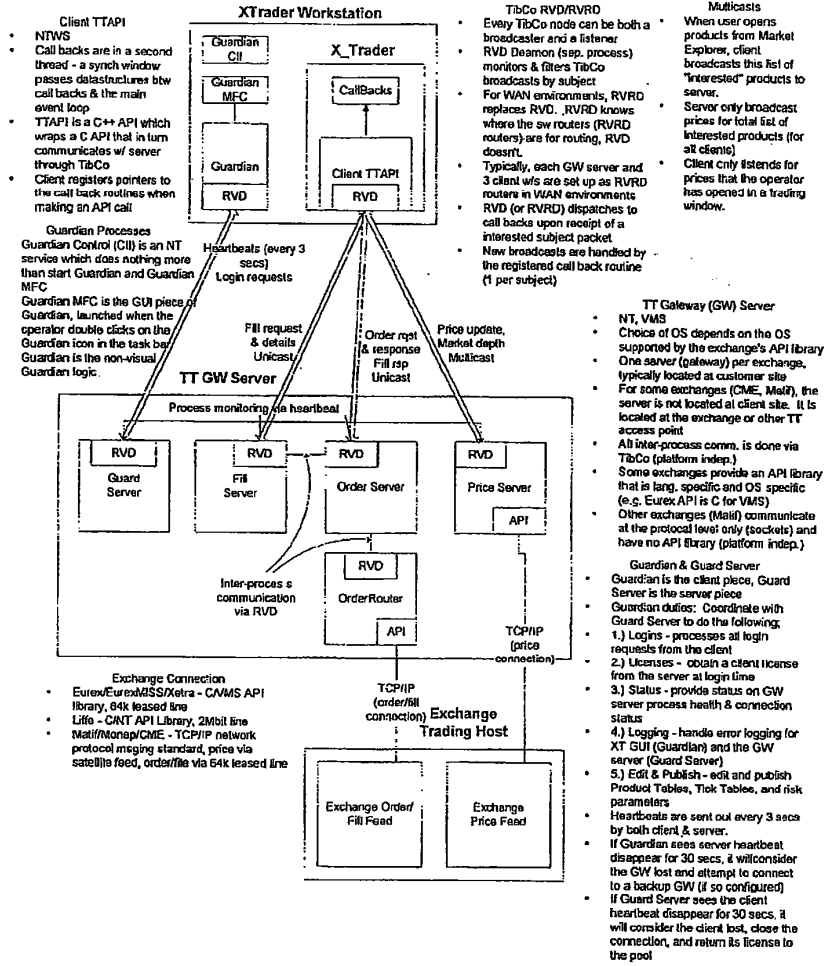 XTrader Workstation
Client TTAPI
• NTWS
• Call backs are in a second
thread - a synch window
passes datastructures btw
call backs & the main
event loop
• TTAPI is a C++ API which
wraps a C API that in turn
communicates w/ server
through TibCo
• Client registers pointers to
the call back routines when
making an API call
Guardian Processes
Guardian Control (CII) is an NT
service which does nothing more
than start Guardian and Guardian
MFC
Guardian MFC is the GUI piece of
Guardian, launched when the
operator double clicks on the
Guardian icon in the task bar
Guardian is the non-visual
Guardian logic.
Guardian
CII
Guardian
MFC
Guardian
RVD
X_Trader
CallBacks
Client TTAPI
RVD
TibCo RVD/RVRD
• Every TibCo node can be both a
broadcaster and a listener
• RVD Deamon (sep. process)
monitors & filters TibCo
broadcasts by subject
• For WAN environments, RVRD
replaces RVD. RVRD knows
where the sw routers (RVRD
routers) are for routing, RVD
doesn't.
• Typically, each GW server and
3 client w/s are set up as RVRD
routers in WAN environments
• RVD (or RVRD) dispatches to
call backs upon receipt of a
interested subject packet
• New broadcasts are handled by
the registered call back routine
(1 per subject)
Multicasts
• When user opens
products from Market
Explorer, client
broadcasts this list of
"interested" products to
server.
• Server only broadcast
prices for total list of
interested products (for
all clients)
• Client only listends for
prices that the operator
has opened in a trading
window.
Heartbeats (every 3
secs)
Login requests
Fill request
& details
Unicast
Order rqst
& response
Fill rsp
Unicast
Price update,
Market depth
Multicast
TT GW Server
Process monitoring via heartbeat
RVD
Guard
Server
RVD
Fill
Server
RVD
Order Server
RVD
Price Server
API
Inter-process
communication
via RVD
RVD
OrderRouter
API
TCP/IP
(price
connection)
TCP/IP
(order/fill
connection)
TT Gateway (GW) Server
• NT, VMS
• Choice of OS depends on the OS
supported by the exchange's API library
• One server (gateway) per exchange,
typically located at customer site
• For some exchanges (CME, Matif), the
server is not located at client site. It is
located at the exchange or other TT
access point
• All inter-process comm. is done via
TibCo (platform indep.)
• Some exchanges provide an API library
that is lang. specific and OS specific
(e.g. Eurex API is C for VMS)
• Other exchanges (Matif) communicate
at the protocal level only (sockets) and
have no API library (platform indep.)
Guardian & Guard Server
• Guardian is the client piece, Guard
Server is the server piece
• Guardian duties: Coordinate with
Guard Server to do the following;
• 1.) Logins - processes all login
requests from the client
• 2.) Licenses - obtain a client license
from the server at login time
• 3.) Status - provide status on GW
server process health & connection
status
• 4.) Logging - handle error logging for
XT GUI (Guardian) and the GW
server (Guard Server)
• 5.) Edit & Publish - edit and publish
Product Tables, Tick Tables, and risk
parameters
• Heartbeats are sent out every 3 secs
by both client & server.
• If Guardian sees server heartbeat
disappear for 30 secs, it willconsider
the GW lost and attempt to connect
to a backup GW (if so configured)
• If Guard Server sees the client
heartbeat disappear for 30 secs, it
will consider the client lost, close the
connection, and return its license to
the pool
Exchange Connection
• Eurex/EurexMISS/Xetra - C/VMS API
library, 64k leased line
• Liffe - C/NT API Library, 2Mbit line
• Matif/Monep/CME - TCP/IP network
protocol msging standard, price via
satellite feed, order/file via 64k leased line
Exchange
Trading Host
Exchange Order/
Fill Feed
Exchange
Price Feed